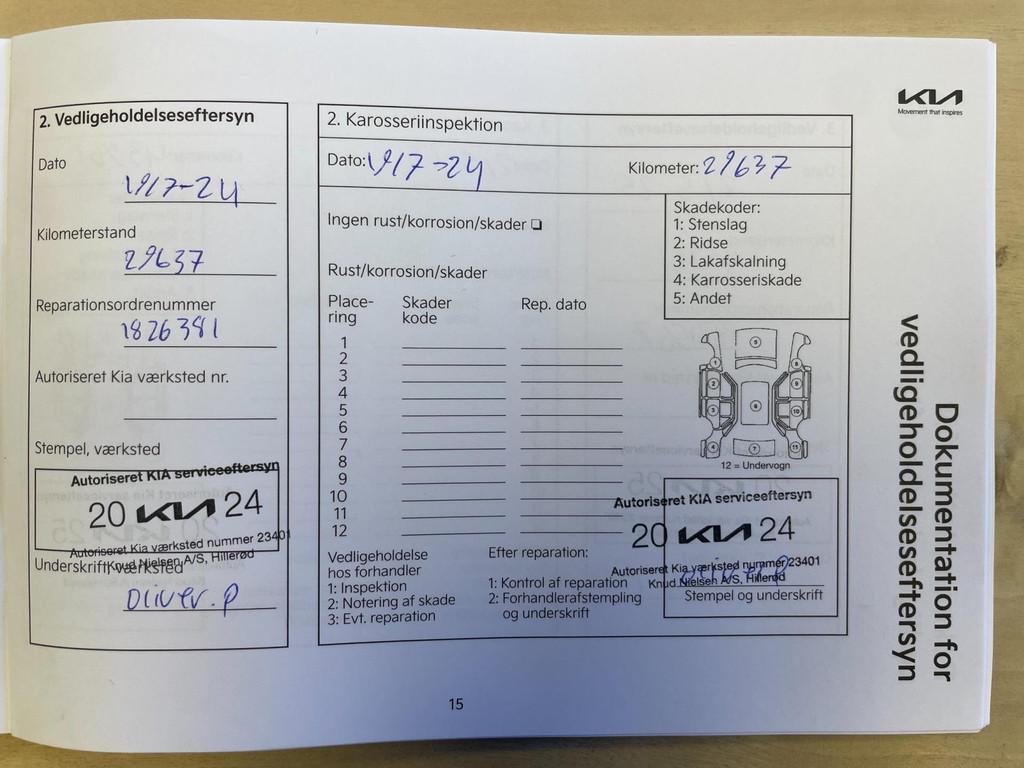 KIA
Movement that inspires
Dokumentation for
vedligeholdelseseftersyn
2. Vedligeholdelseseftersyn
Dato
19/7-24
Kilometerstand
29637
Reparationsordrenummer
1826381
Autoriseret Kia værksted nr.
Stempel, værksted
Autoriseret KIA serviceeftersyn
20 KIA 24
Autoriseret Kia værksted nummer 23401
Knud Nielsen A/S, Hillerød
Underskrift, værksted
Oliver.P
2. Karosseriinspektion
Dato: 19/7-24 Kilometer: 29637
Ingen rust/korrosion/skader ❏
Skadekoder:
1: Stenslag
2: Ridse
3: Lakafskalning
4: Karrosseriskade
5: Andet
Rust/korrosion/skader
Place-
ring
Skader
kode
Rep. dato
1
2
3
4
5
6
7
8
9
10
11
12
12 = Undervogn
Vedligeholdelse
hos forhandler
1: Inspektion
2: Notering af skade
3: Evt. reparation
Efter reparation:
1: Kontrol af reparation
2: Forhandlerafstempling
og underskrift
Autoriseret KIA serviceeftersyn
20 KIA 24
Autoriseret Kia værksted nummer 23401
Knud Nielsen A/S, Hillerød
Stempel og underskrift
15